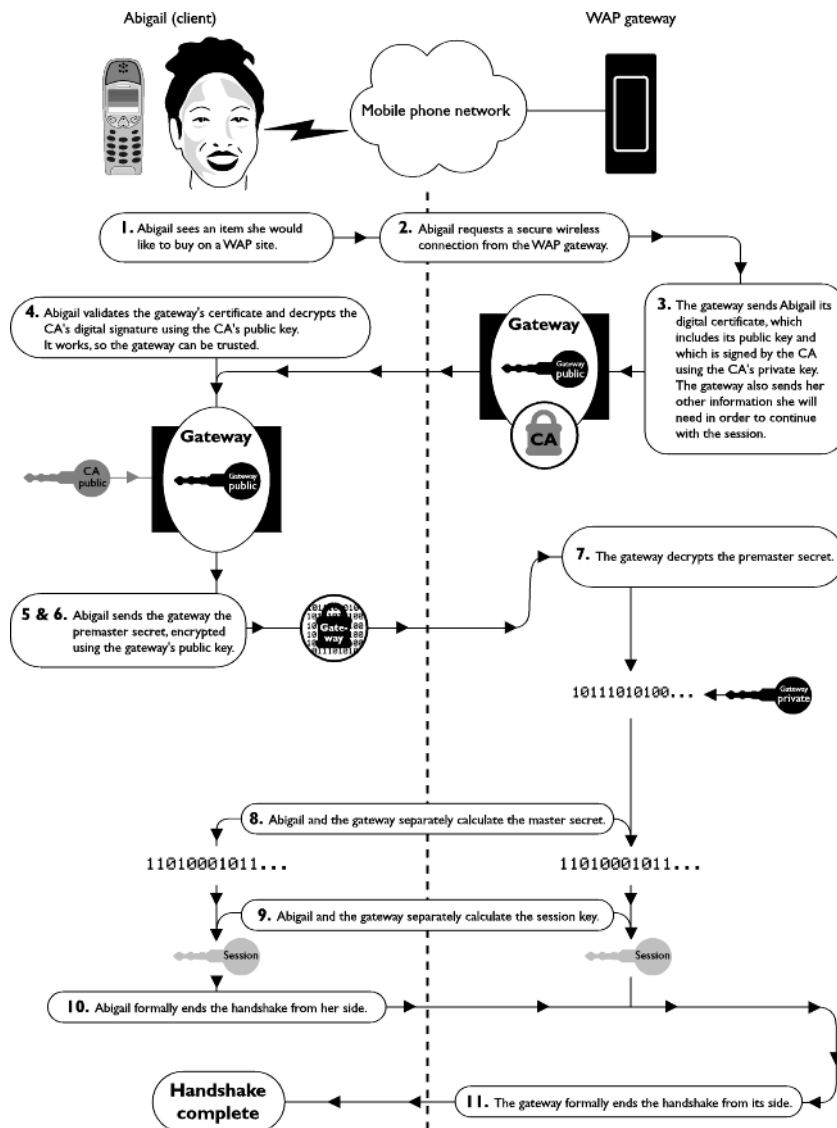 Abigail (client)
WAP gateway
Mobile phone network
1. Abigail sees an item she would
like to buy on a WAP site.
2. Abigail requests a secure wireless
connection from the WAP gateway.
3. The gateway sends Abigail its
digital certificate, which
includes its public key and
which is signed by the CA
using the CA's private key.
The gateway also sends her
other information she will
need in order to continue
with the session.
4. Abigail validates the gateway's certificate and decrypts the
CA's digital signature using the CA's public key.
It works, so the gateway can be trusted.
Gateway
Gateway
public
CA
Gateway
CA
public
Gateway
public
5 & 6. Abigail sends the gateway the
premaster secret, encrypted
using the gateway's public key.
Gate-
way
7. The gateway decrypts the premaster secret.
10111010100...
Gateway
private
8. Abigail and the gateway separately calculate the master secret.
11010001011...
11010001011...
9. Abigail and the gateway separately calculate the session key.
Session
Session
10. Abigail formally ends the handshake from her side.
11. The gateway formally ends the handshake from its side.
Handshake
complete